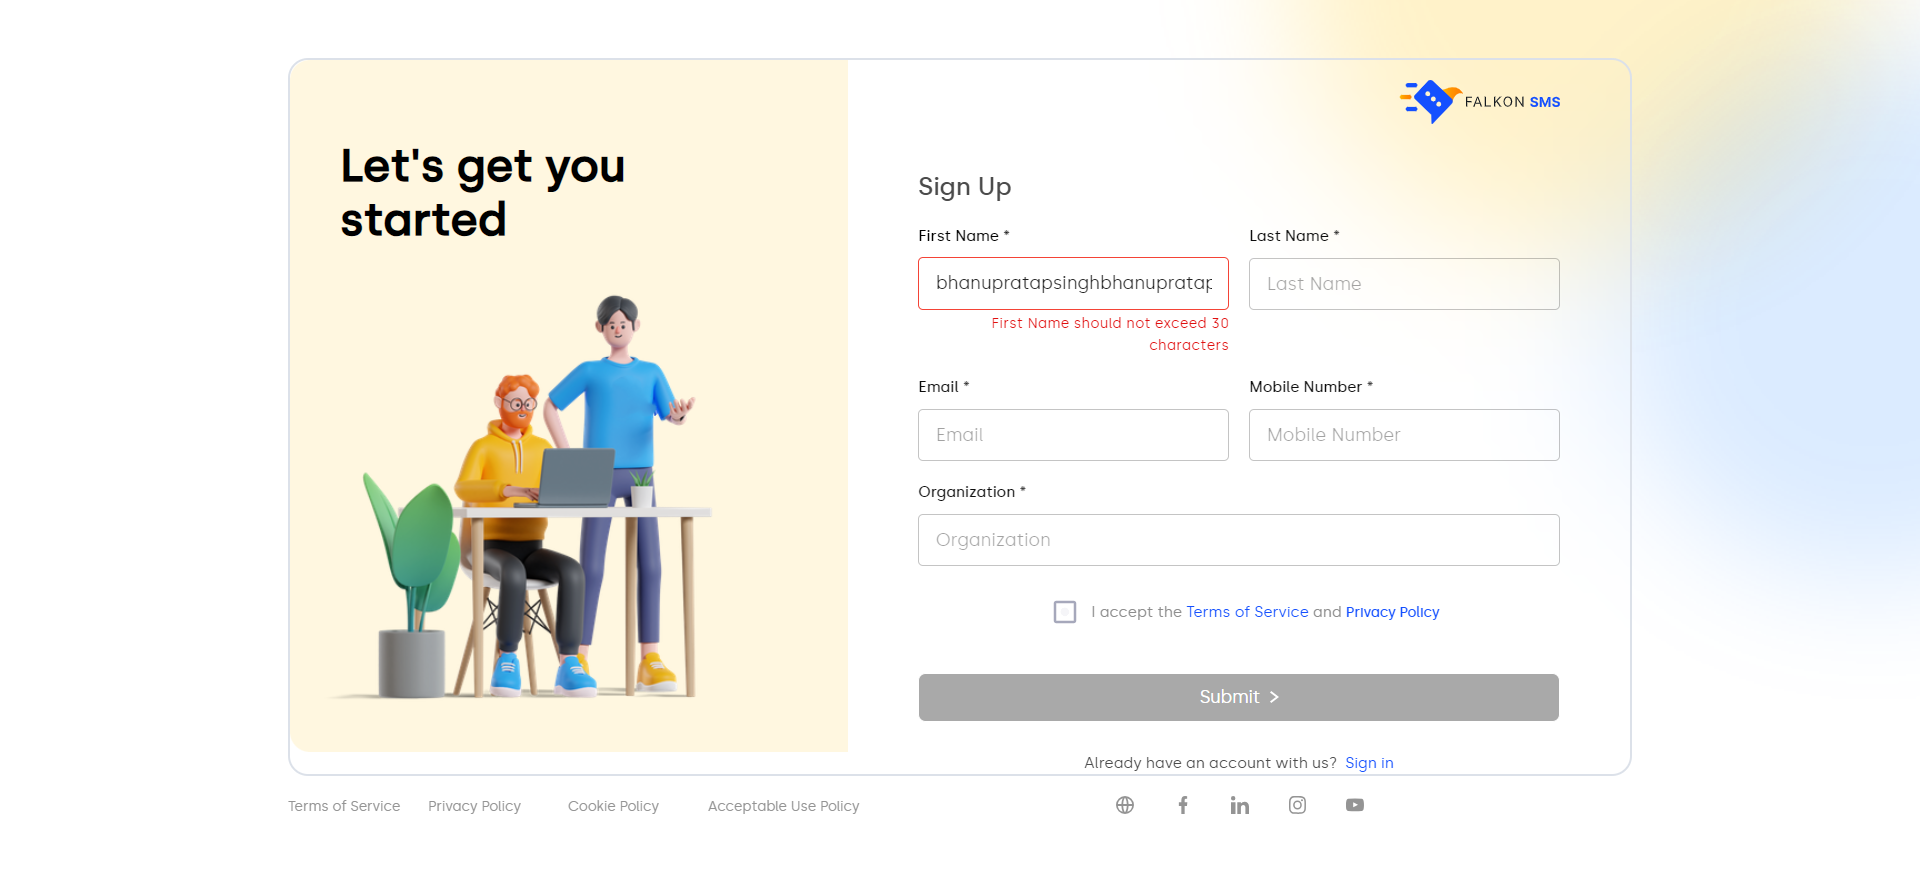 FALKON SMS
Let's get you
started
Sign Up
First Name *
Last Name *
bhanupratapsinghbhanupratap
Last Name
First Name should not exceed 30
characters
Email *
Mobile Number *
Email
Mobile Number
Organization *
Organization
I accept the Terms of Service and Privacy Policy
Submit >
Already have an account with us? Sign in
Terms of Service
Privacy Policy
Cookie Policy
Acceptable Use Policy